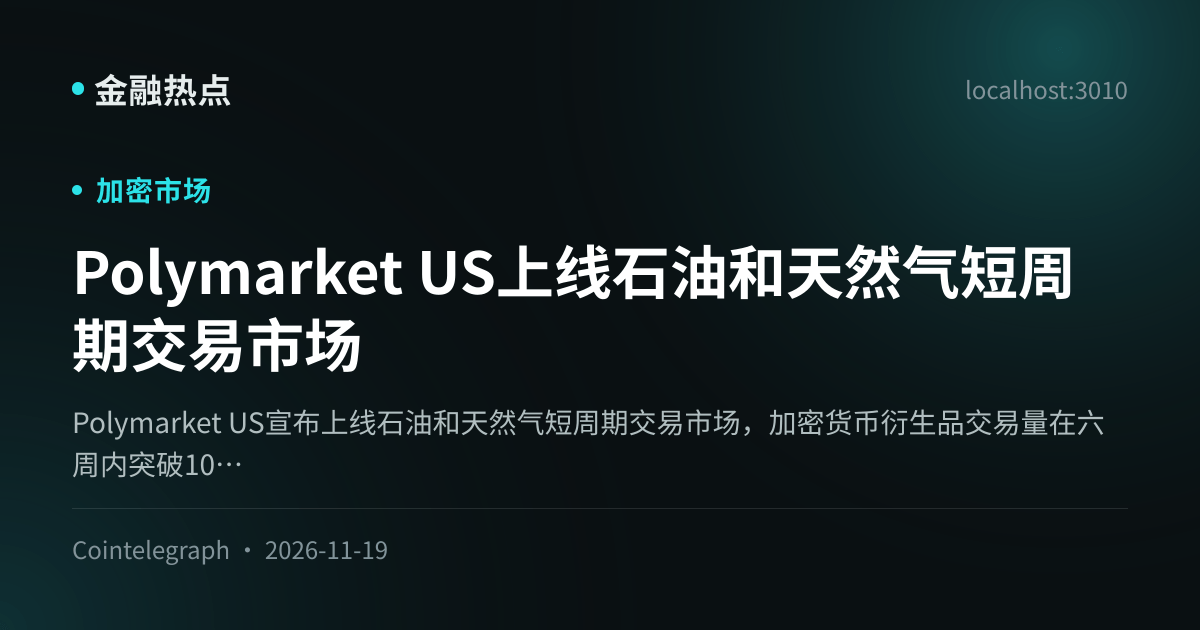 金融热点
localhost:3010
加密市场
Polymarket US上线石油和天然气短周
期交易市场
Polymarket US宣布上线石油和天然气短周期交易市场，加密货币衍生品交易量在六
周内突破10…
Cointelegraph · 2026-11-19